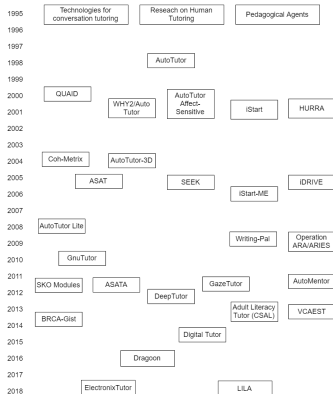 1995
Technologies for
conversation tutoring
Reseach on Human
Tutoring
Pedagogical Agents
1996
1997
1998
AutoTutor
1999
2000
QUAID
WHY2/Auto
Tutor
AutoTutor
Affect-
Sensitive
iStart
HURRA
2001
2002
2003
2004
Coh-Metrix
AutoTutor-3D
2005
ASAT
SEEK
iDRIVE
2006
iStart-ME
2007
2008
AutoTutor Lite
2009
Writing-Pal
Operation
ARA/ARIES
2010
GnuTutor
2011
SKO Modules
ASATA
GazeTutor
AutoMentor
2012
DeepTutor
2013
Adult Literacy
Tutor (CSAL)
VCAEST
2014
BRCA-Gist
2015
Digital Tutor
2016
Dragoon
2017
2018
ElectronixTutor
LILA